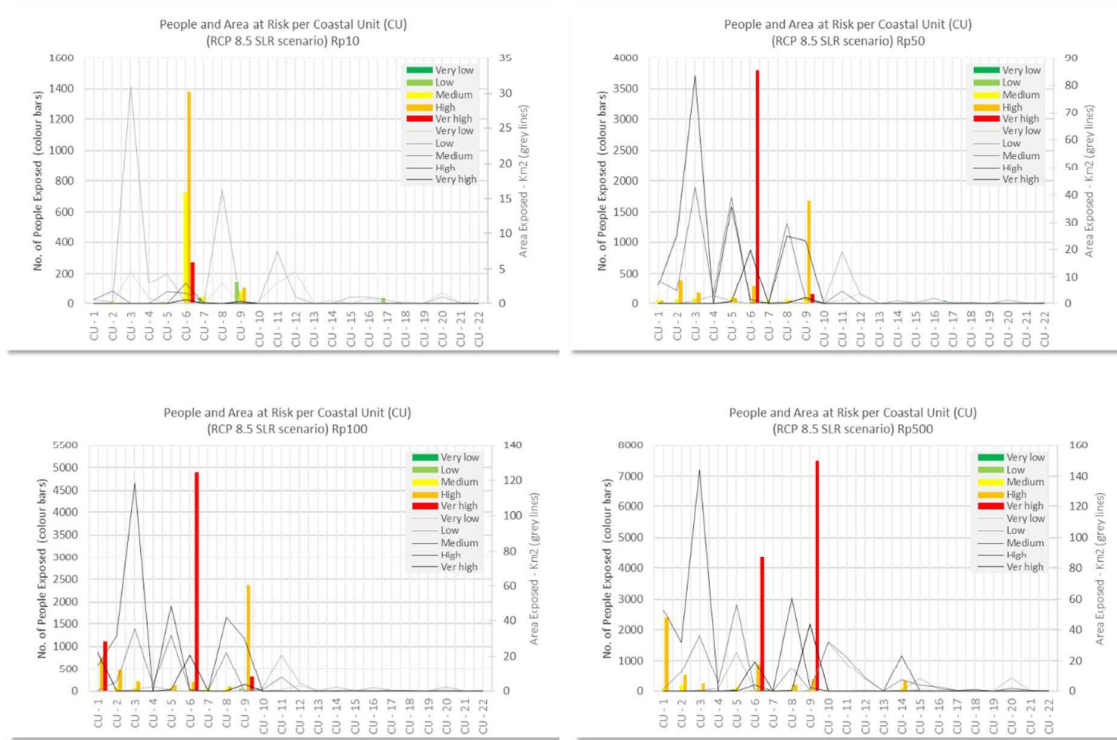 People and Area at Risk per Coastal Unit (CU)
(RCP 8.5 SLR scenario) Rp10
No. of People Exposed (colour bars)
1600
1400
1200
1000
800
600
400
200
0
Very low
Low
Medium
High
Ver high
Very low
Low
Medium
High
Very high
35
30
25
20
15
10
5
0
Area Exposed - Km2 (grey lines)
CU - 1
CU - 2
CU - 3
CU - 4
CU - 5
CU - 6
CU - 7
CU - 8
CU - 9
CU - 10
CU - 11
CU - 12
CU - 13
CU - 14
CU - 15
CU - 16
CU - 17
CU - 18
CU - 19
CU - 20
CU - 21
CU - 22
People and Area at Risk per Coastal Unit (CU)
(RCP 8.5 SLR scenario) Rp50
No. of People Exposed (colour bars)
4000
3500
3000
2500
2000
1500
1000
500
0
Very low
Low
Medium
High
Ver high
Very low
Low
Medium
High
Very high
90
80
70
60
50
40
30
20
10
0
Area Exposed - Km2 (grey lines)
CU - 1
CU - 2
CU - 3
CU - 4
CU - 5
CU - 6
CU - 7
CU - 8
CU - 9
CU - 10
CU - 11
CU - 12
CU - 13
CU - 14
CU - 15
CU - 16
CU - 17
CU - 18
CU - 19
CU - 20
CU - 21
CU - 22
People and Area at Risk per Coastal Unit (CU)
(RCP 8.5 SLR scenario) Rp100
No. of People Exposed (colour bars)
5500
5000
4500
4000
3500
3000
2500
2000
1500
1000
500
0
Very low
Low
Medium
High
Ver high
Very low
Low
Medium
High
Ver high
140
120
100
80
60
40
20
0
Area Exposed - Km2 (grey lines)
CU - 1
CU - 2
CU - 3
CU - 4
CU - 5
CU - 6
CU - 7
CU - 8
CU - 9
CU - 10
CU - 11
CU - 12
CU - 13
CU - 14
CU - 15
CU - 16
CU - 17
CU - 18
CU - 19
CU - 20
CU - 21
CU - 22
People and Area at Risk per Coastal Unit (CU)
(RCP 8.5 SLR scenario) Rp500
No. of People Exposed (colour bars)
8000
7000
6000
5000
4000
3000
2000
1000
0
Very low
Low
Medium
High
Ver high
Very low
Low
Medium
High
Ver high
160
140
120
100
80
60
40
20
0
Area Exposed - Km2 (grey lines)
CU - 1
CU - 2
CU - 3
CU - 4
CU - 5
CU - 6
CU - 7
CU - 8
CU - 9
CU - 10
CU - 11
CU - 12
CU - 13
CU - 14
CU - 15
CU - 16
CU - 17
CU - 18
CU - 19
CU - 20
CU - 21
CU - 22